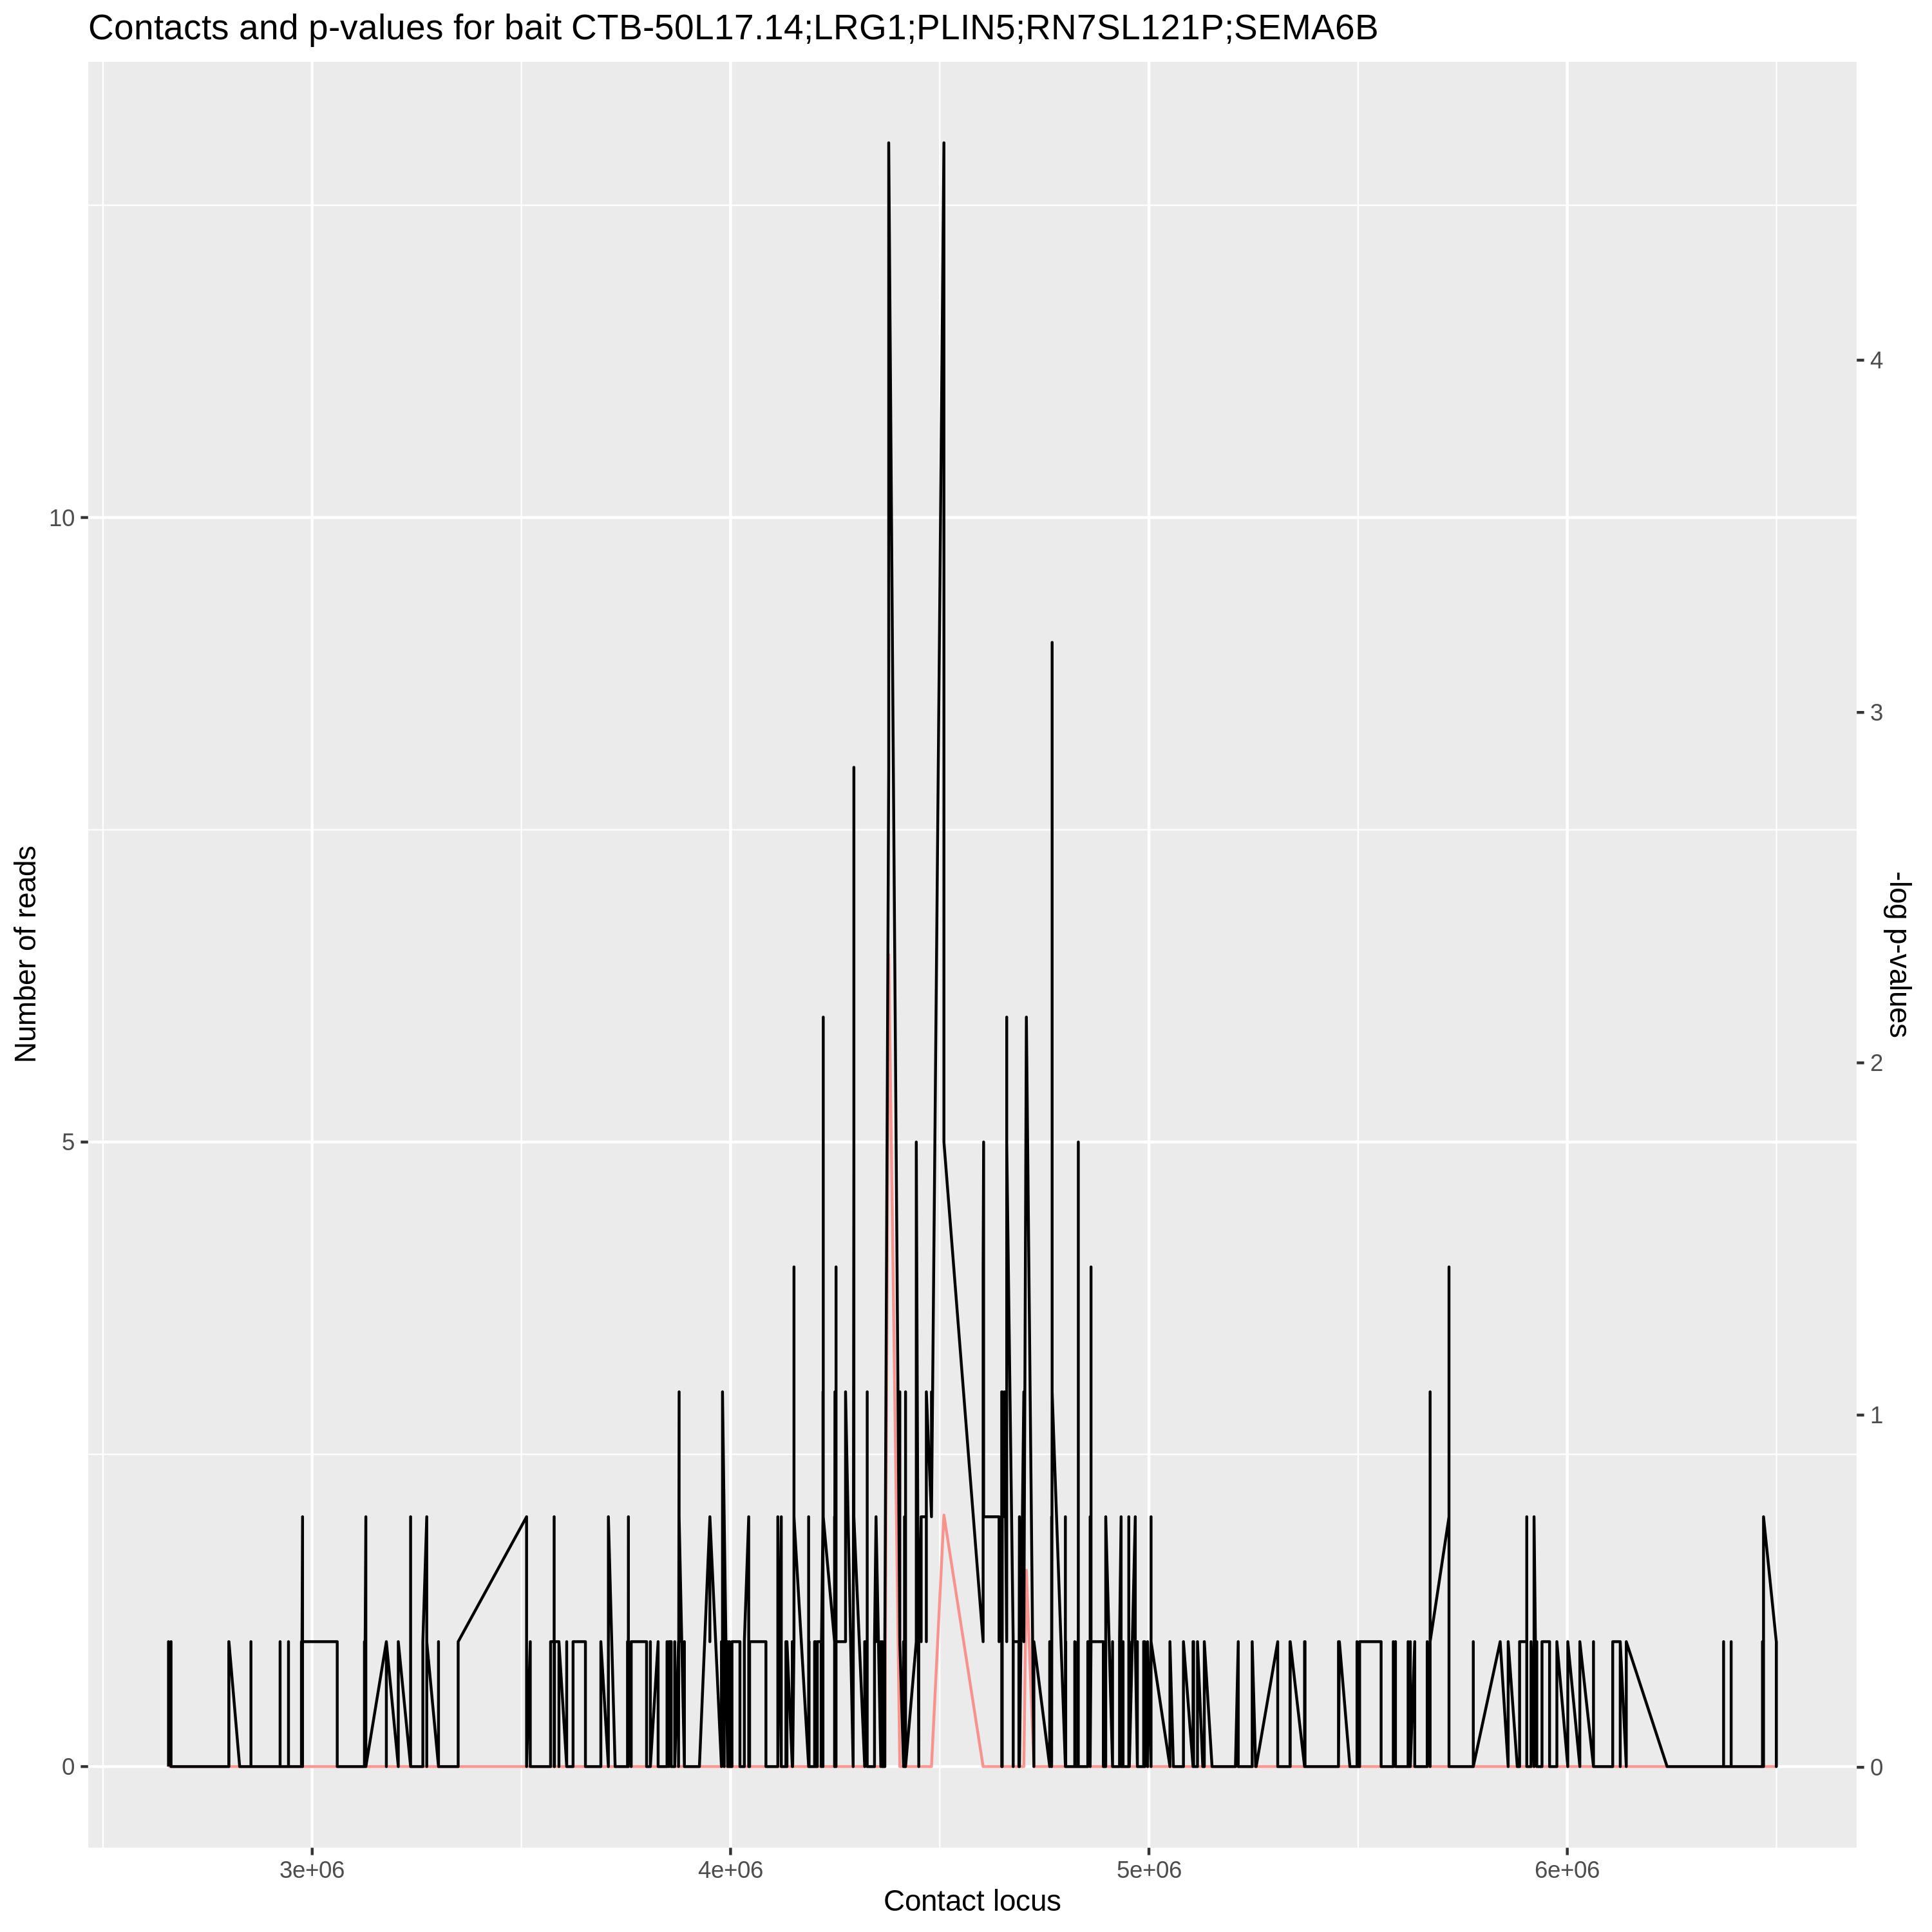 Contacts and p-values for bait CTB-50L17.14;LRG1;PLIN5;RN7SL121P;SEMA6B
Number of reads
10
5
0
4
3
2
1
0
-log p-values
3e+06 4e+06 5e+06 6e+06
Contact locus